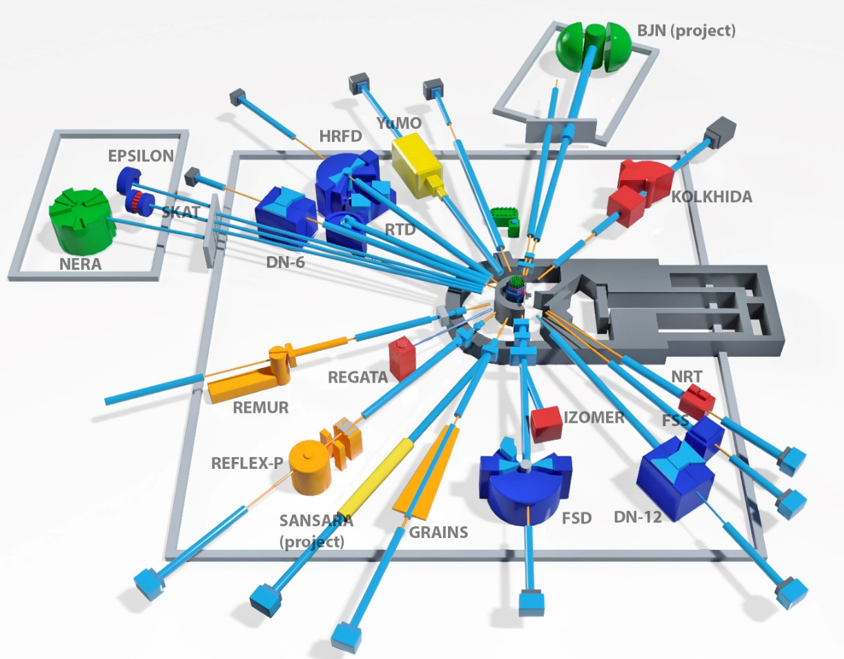 BJN (project)
YuMO
HRFD
EPSILON
KOLKHIDA
SKAT
RTD
DN-6
NERA
REGATA
NRT
REMUR
IZOMER
FSS
REFLEX-P
SANSARA
(project)
GRAINS
FSD
DN-12